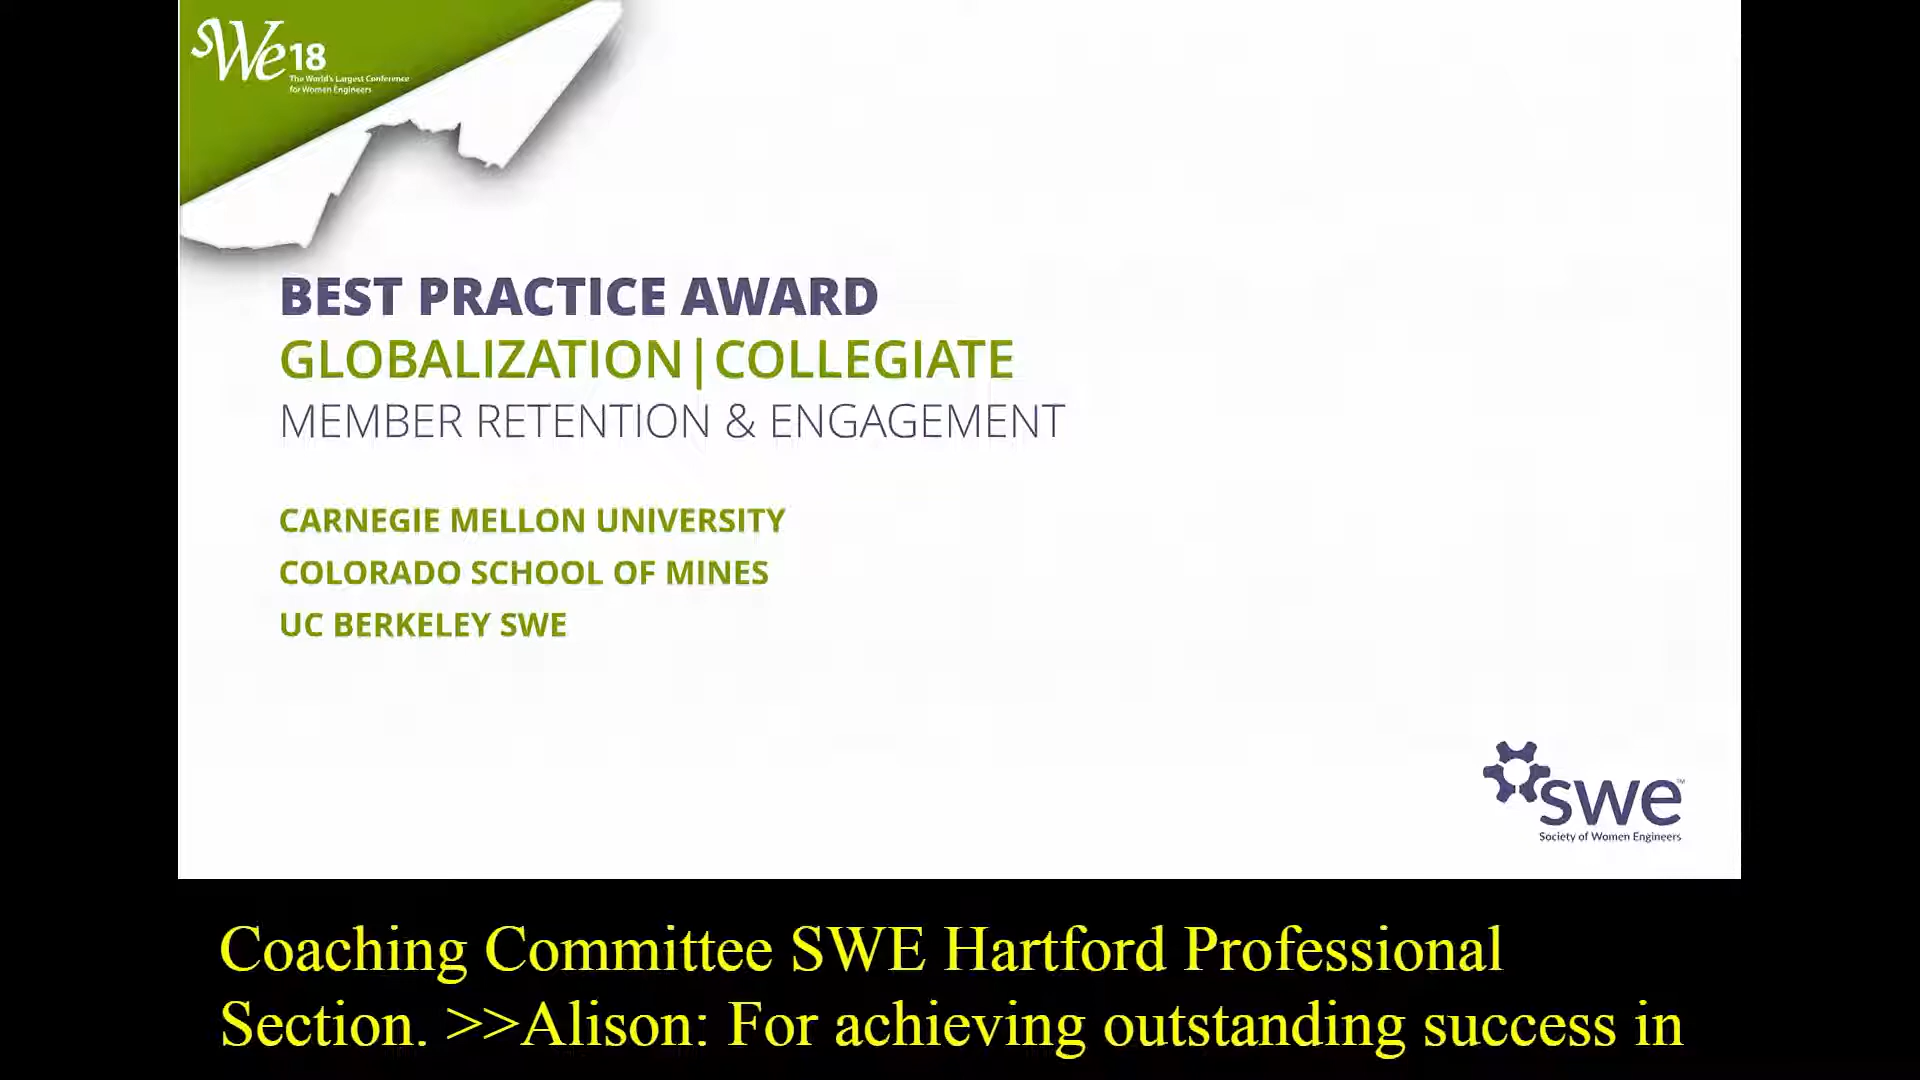 SWe18
The World's Largest Conference
for Women Engineers
BEST PRACTICE AWARD
GLOBALIZATION|COLLEGIATE
MEMBER RETENTION & ENGAGEMENT
CARNEGIE MELLON UNIVERSITY
COLORADO SCHOOL OF MINES
UC BERKELEY SWE
swe™
Society of Women Engineers
Coaching Committee SWE Hartford Professional
Section. >>Alison: For achieving outstanding success in